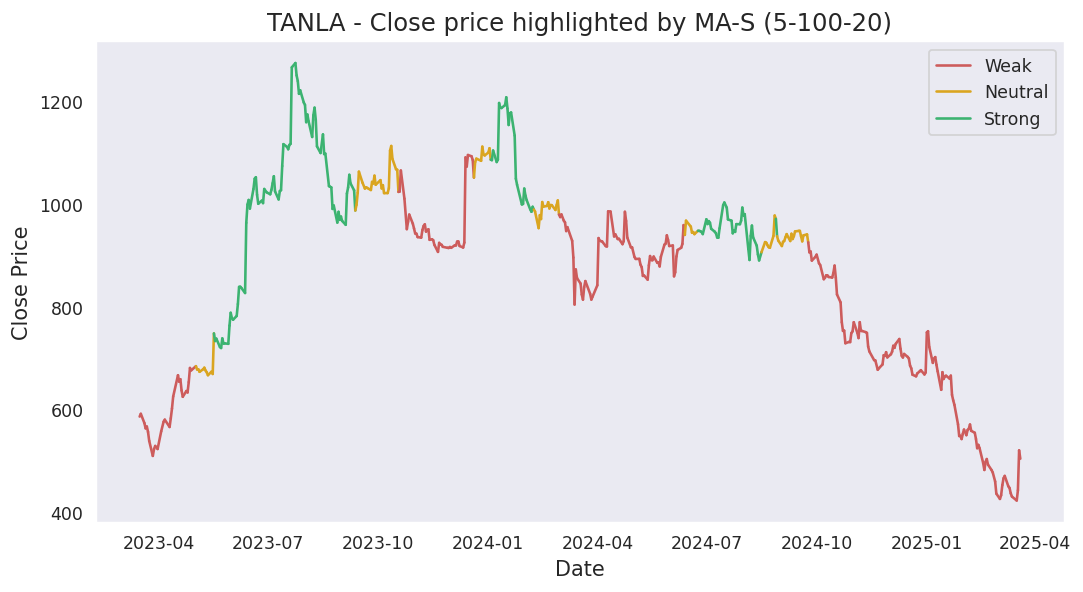 TANLA - Close price highlighted by MA-S (5-100-20)
Weak
Neutral
Strong
Close Price
1200
1000
800
600
400
2023-04 2023-07 2023-10 2024-01 2024-04 2024-07 2024-10 2025-01 2025-04
Date